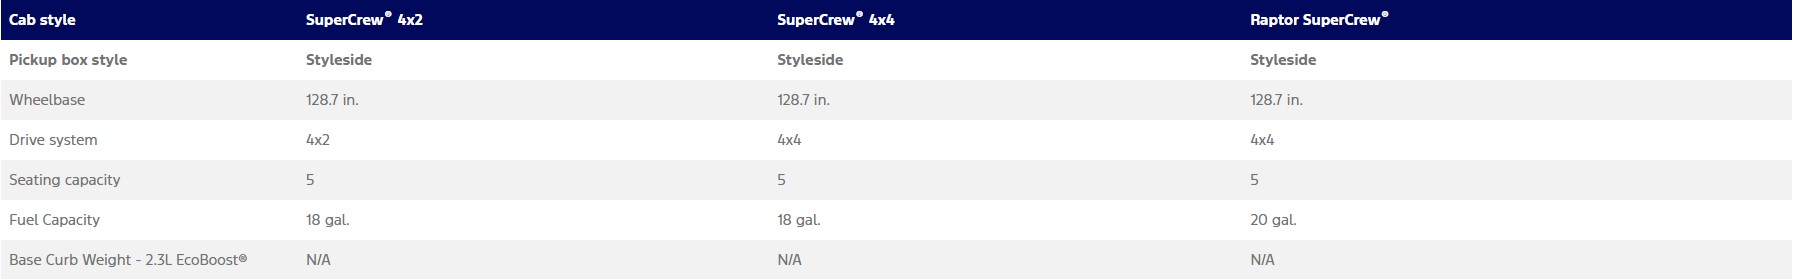 Cab style SuperCrew® 4x2 SuperCrew® 4x4 Raptor SuperCrew®
Pickup box style Styleside Styleside Styleside
Wheelbase 128.7 in. 128.7 in. 128.7 in.
Drive system 4x2 4x4 4x4
Seating capacity 5 5 5
Fuel Capacity 18 gal. 18 gal. 20 gal.
Base Curb Weight - 2.3L EcoBoost® N/A N/A N/A